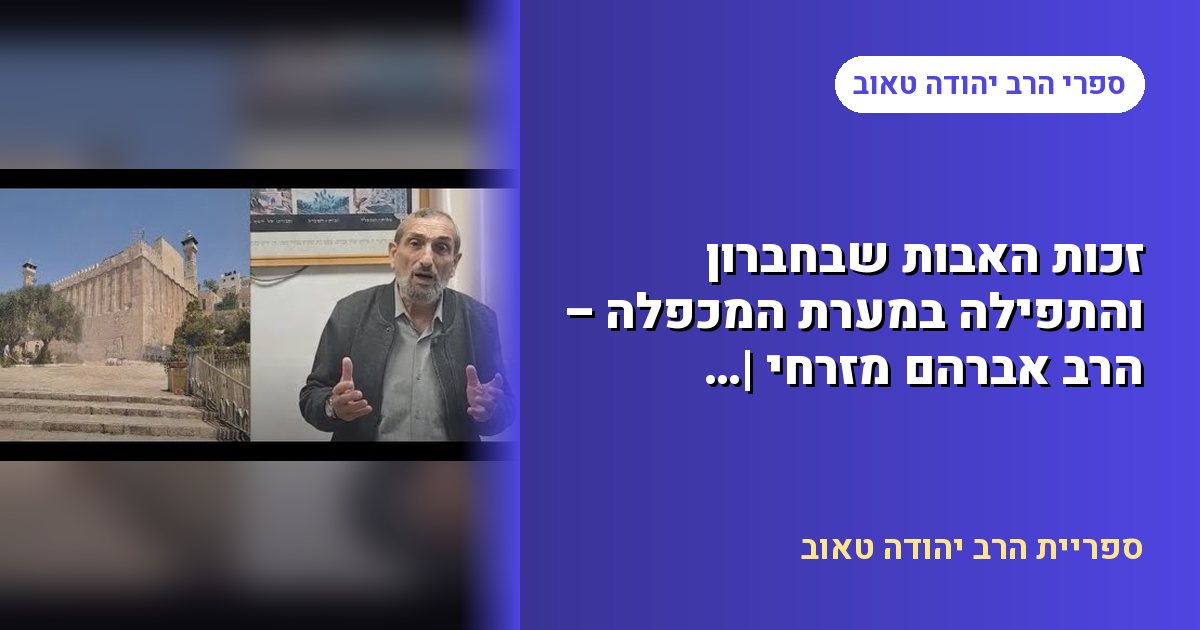 ספרי הרב יהודה טאוב
זכות האבות שבחברון
והתפילה במערת המכפלה –
הרב אברהם מזרחי |...
ספריית הרב יהודה טאוב